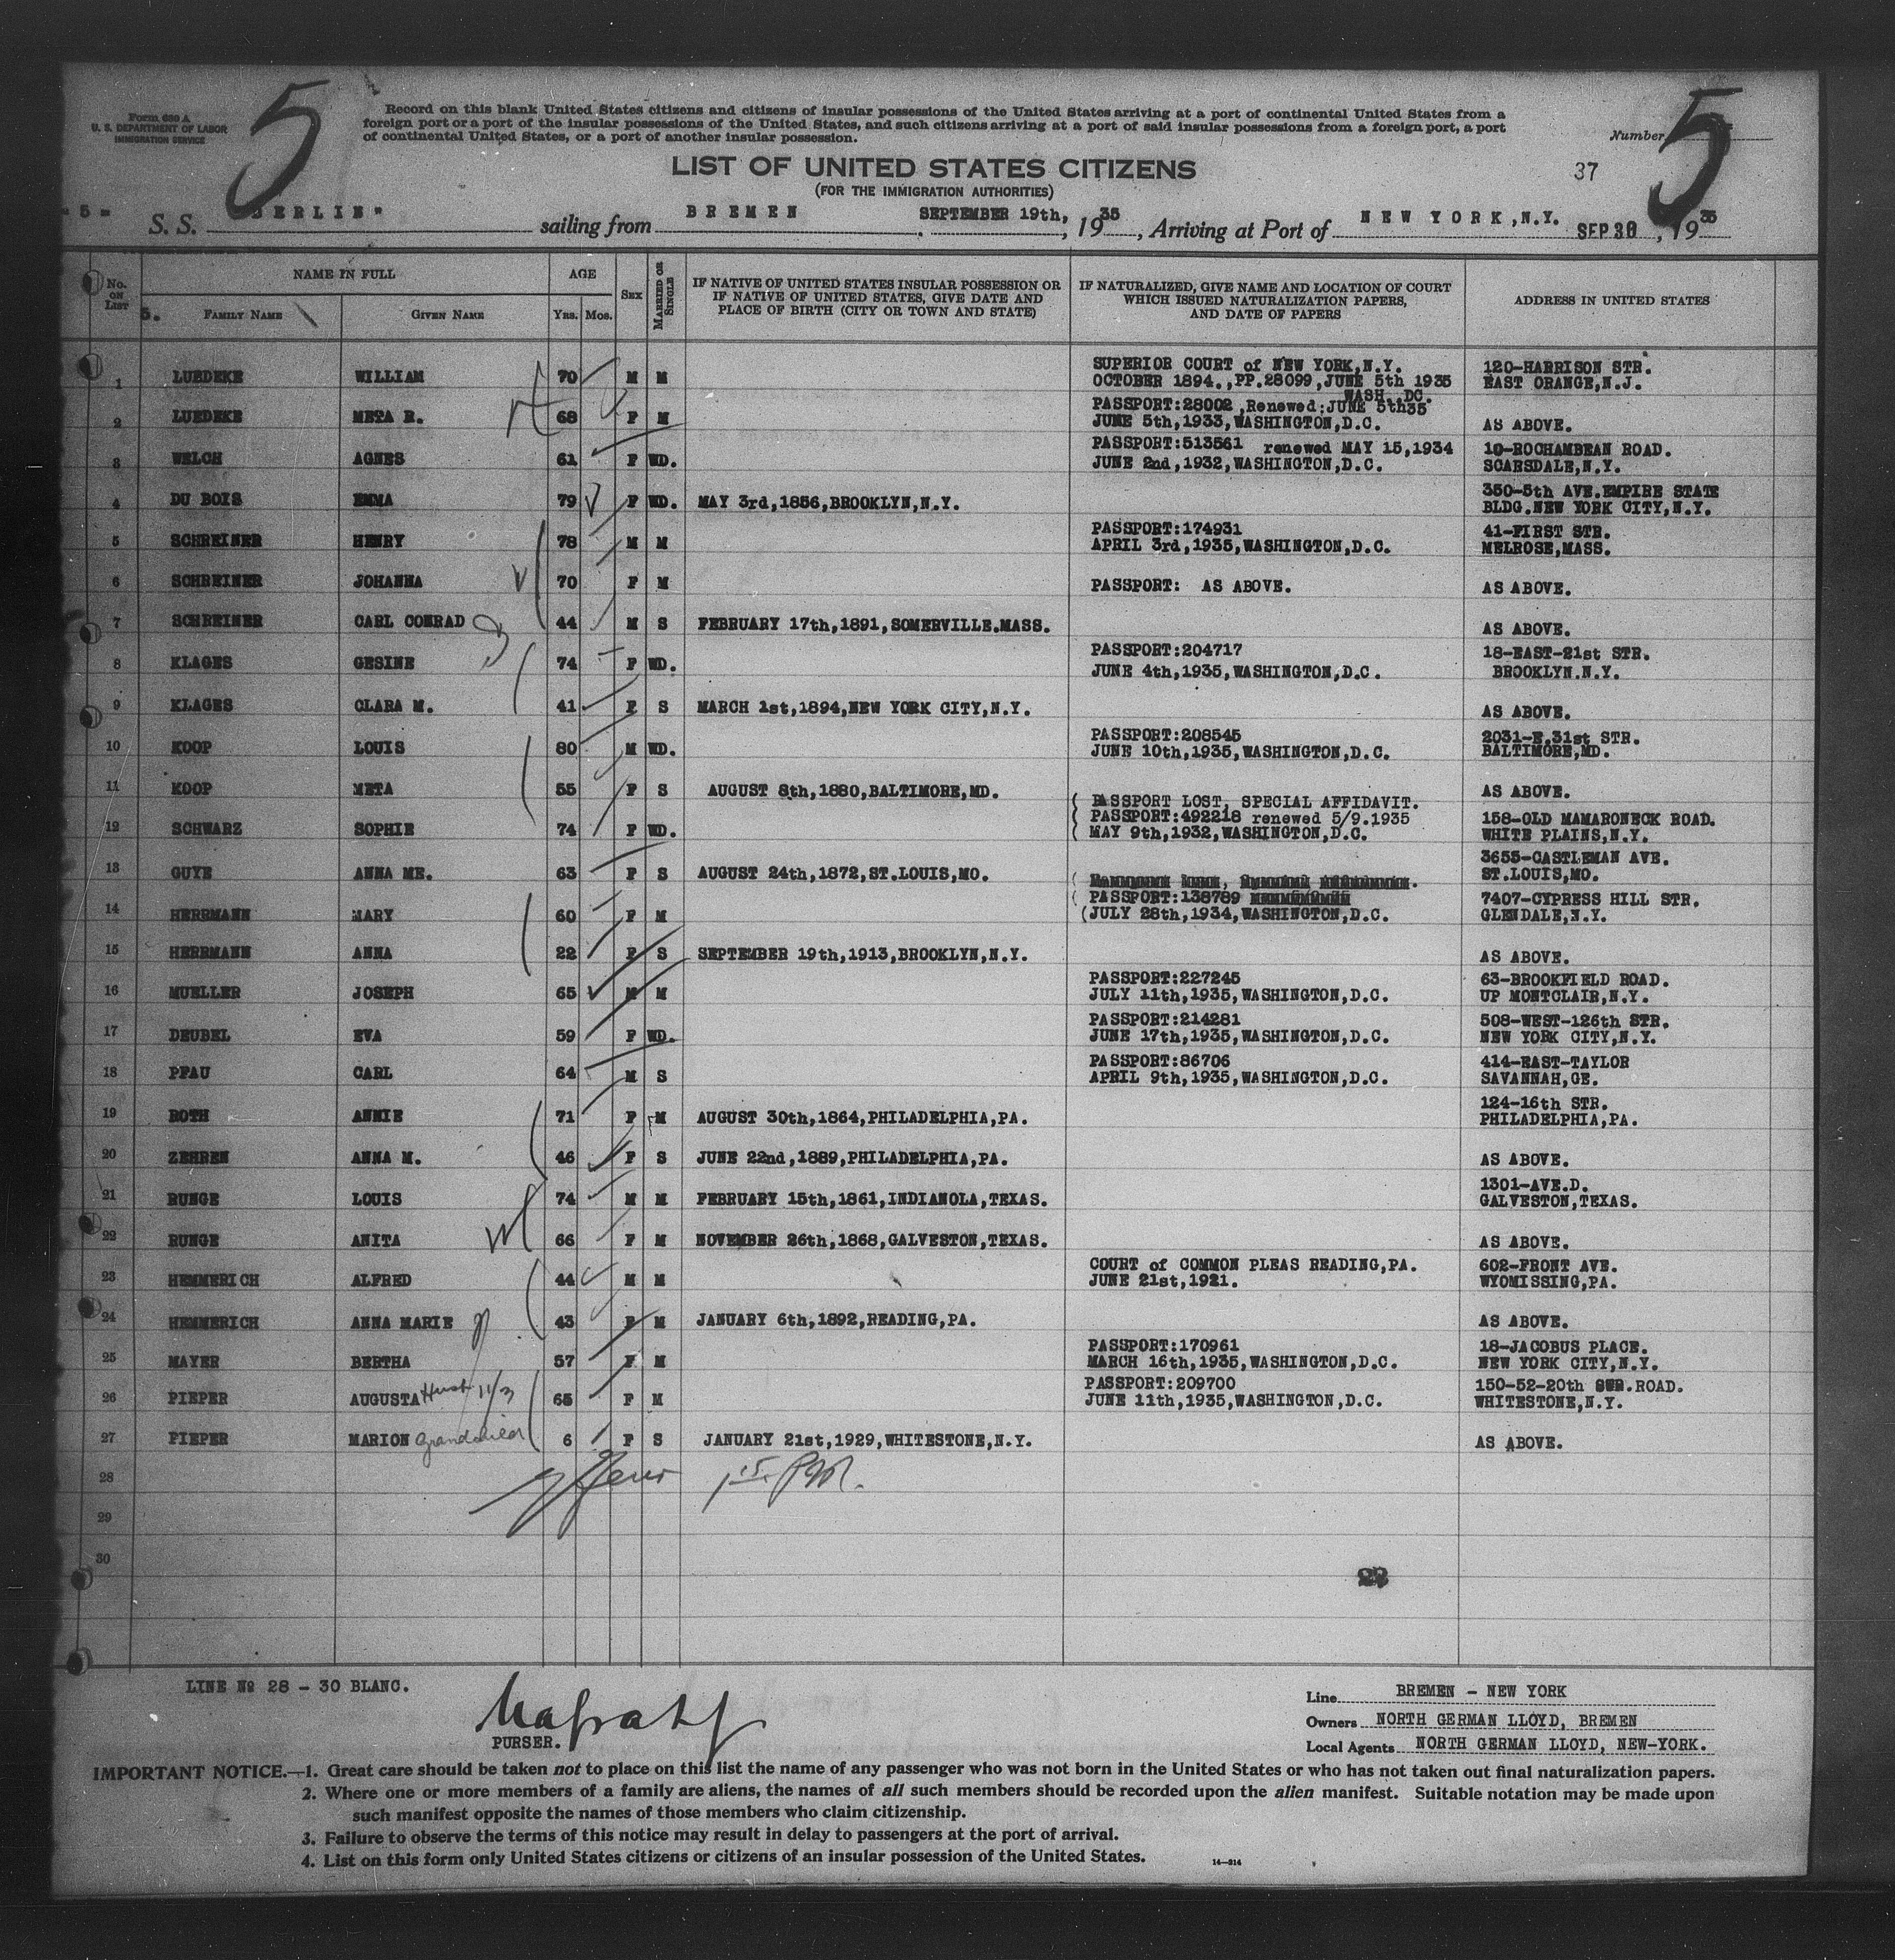 Form 630 A
U. S. DEPARTMENT OF LABOR
IMMIGRATION SERVICE
5
Record on this blank United States citizens and citizens of insular possessions of the United States arriving at a port of continental United States from a
foreign port or a port of the insular possessions of the United States, and such citizens arriving at a port of said insular possessions from a foreign port, a port
of continental United States, or a port of another insular possession.
Number 5
LIST OF UNITED STATES CITIZENS
(FOR THE IMMIGRATION AUTHORITIES)
37
- 5 -
S. S. "BERLIN" sailing from BREMEN, SEPTEMBER 19th, 1935, Arriving at Port of NEW YORK,N.Y. SEP 30, 1935
No. ON LIST
NAME IN FULL
AGE
SEX
MARRIED OR SINGLE
IF NATIVE OF UNITED STATES INSULAR POSSESSION OR
IF NATIVE OF UNITED STATES, GIVE DATE AND
PLACE OF BIRTH (CITY OR TOWN AND STATE)
IF NATURALIZED, GIVE NAME AND LOCATION OF COURT
WHICH ISSUED NATURALIZATION PAPERS,
AND DATE OF PAPERS
ADDRESS IN UNITED STATES
5. FAMILY NAME GIVEN NAME Yrs. Mos.
1 LUEDEKE WILLIAM 70 M M SUPERIOR COURT of NEW YORK,N.Y. 120-HARRISON STR.
OCTOBER 1894.,PP.28099,JUNE 5th 1935 EAST ORANGE,N.J.
WASH.,DC.
2 LUEDEKE META R. 68 F M PASSPORT:28002 ,Renewed:JUNE 5th35
JUNE 5th,1933,WASHINGTON,D.C. AS ABOVE.
3 WELCH AGNES 61 F WD. PASSPORT:513561 renewed MAY 15,1934 10-ROCHAMBEAN ROAD.
JUNE 2nd,1932,WASHINGTON,D.C. SCARSDALE,N.Y.
4 DU BOIS EMMA 79 F WD. MAY 3rd,1856,BROOKLYN,N.Y. 350-5th AVE.EMPIRE STATE
BLDG.NEW YORK CITY,N.Y.
5 SCHREINER HENRY 78 M M PASSPORT:174931 41-FIRST STR.
APRIL 3rd,1935,WASHINGTON,D.C. MELROSE,MASS.
6 SCHREINER JOHANNA 70 F M PASSPORT: AS ABOVE. AS ABOVE.
7 SCHREINER CARL CONRAD 44 M S FEBRUARY 17th,1891,SOMERVILLE.MASS. AS ABOVE.
8 KLAGES GESINE 74 F WD. PASSPORT:204717 18-EAST-21st STR.
JUNE 4th,1935,WASHINGTON,D.C. BROOKLYN.N.Y.
9 KLAGES CLARA M. 41 F S MARCH 1st,1894,NEW YORK CITY,N.Y. AS ABOVE.
10 KOOP LOUIS 80 M WD. PASSPORT:208545 2031-E.31st STR.
JUNE 10th,1935,WASHINGTON,D.C. BALTIMORE,MD.
11 KOOP META 55 F S AUGUST 8th,1880,BALTIMORE,MD. AS ABOVE.
PASSPORT LOST, SPECIAL AFFIDAVIT.
12 SCHWARZ SOPHIE 74 F WD. PASSPORT:492218 renewed 5/9.1935 158-OLD MAMARONECK ROAD.
MAY 9th,1932,WASHINGTON,D.C. WHITE PLAINS,N.Y.
13 GUYE ANNA ME. 63 F S AUGUST 24th,1872,ST.LOUIS,MO. 3655-CASTLEMAN AVE.
ST.LOUIS,MO.
14 HERRMANN MARY 60 F M PASSPORT:138789 7407-CYPRESS HILL STR.
JULY 28th,1934,WASHINGTON,D.C. GLENDALE,N.Y.
15 HERRMANN ANNA 22 F S SEPTEMBER 19th,1913,BROOKLYN,N.Y. AS ABOVE.
16 MUELLER JOSEPH 65 M M PASSPORT:227245 63-BROOKFIELD ROAD.
JULY 11th,1935,WASHINGTON,D.C. UP MONTCLAIR,N.Y.
17 DEUBEL EVA 59 F WD. PASSPORT:214281 508-WEST-126th STR.
JUNE 17th,1935,WASHINGTON,D.C. NEW YORK CITY,N.Y.
18 PFAU CARL 64 M S PASSPORT:86706 414-EAST-TAYLOR
APRIL 9th,1935,WASHINGTON,D.C. SAVANNAH,GE.
19 ROTH ANNIE 71 F M AUGUST 30th,1864,PHILADELPHIA,PA. 124-16th STR.
PHILADELPHIA,PA.
20 ZEHREN ANNA M. 46 F S JUNE 22nd,1889,PHILADELPHIA,PA. AS ABOVE.
21 RUNGE LOUIS 74 M M FEBRUARY 15th,1861,INDIANOLA,TEXAS. 1301-AVE.D.
GALVESTON,TEXAS.
22 RUNGE ANITA 66 F M NOVEMBER 26th,1868,GALVESTON,TEXAS. AS ABOVE.
23 HEMMERICH ALFRED 44 M M COURT of COMMON PLEAS READING,PA. 602-FRONT AVE.
JUNE 21st,1921. WYOMISSING,PA.
24 HEMMERICH ANNA MARIE 43 F M JANUARY 6th,1892,READING,PA. AS ABOVE.
25 MAYER BERTHA 57 F M PASSPORT:170961 18-JACOBUS PLACE.
MARCH 16th,1935,WASHINGTON,D.C. NEW YORK CITY,N.Y.
26 PIEPER AUGUSTA Husb 11/3 65 F M PASSPORT:209700 150-52-20th ROAD.
JUNE 11th,1935,WASHINGTON,D.C. WHITESTONE,N.Y.
27 PIEPER MARION Grandchild 6 F S JANUARY 21st,1929,WHITESTONE,N.Y. AS ABOVE.
28
29
30
LINE No 28 - 30 BLANC.
PURSER.
Line BREMEN - NEW YORK
Owners NORTH GERMAN LLOYD, BREMEN
Local Agents NORTH GERMAN LLOYD, NEW-YORK.
IMPORTANT NOTICE.—1. Great care should be taken not to place on this list the name of any passenger who was not born in the United States or who has not taken out final naturalization papers.
2. Where one or more members of a family are aliens, the names of all such members should be recorded upon the alien manifest. Suitable notation may be made upon
such manifest opposite the names of those members who claim citizenship.
3. Failure to observe the terms of this notice may result in delay to passengers at the port of arrival.
4. List on this form only United States citizens or citizens of an insular possession of the United States.
14—314